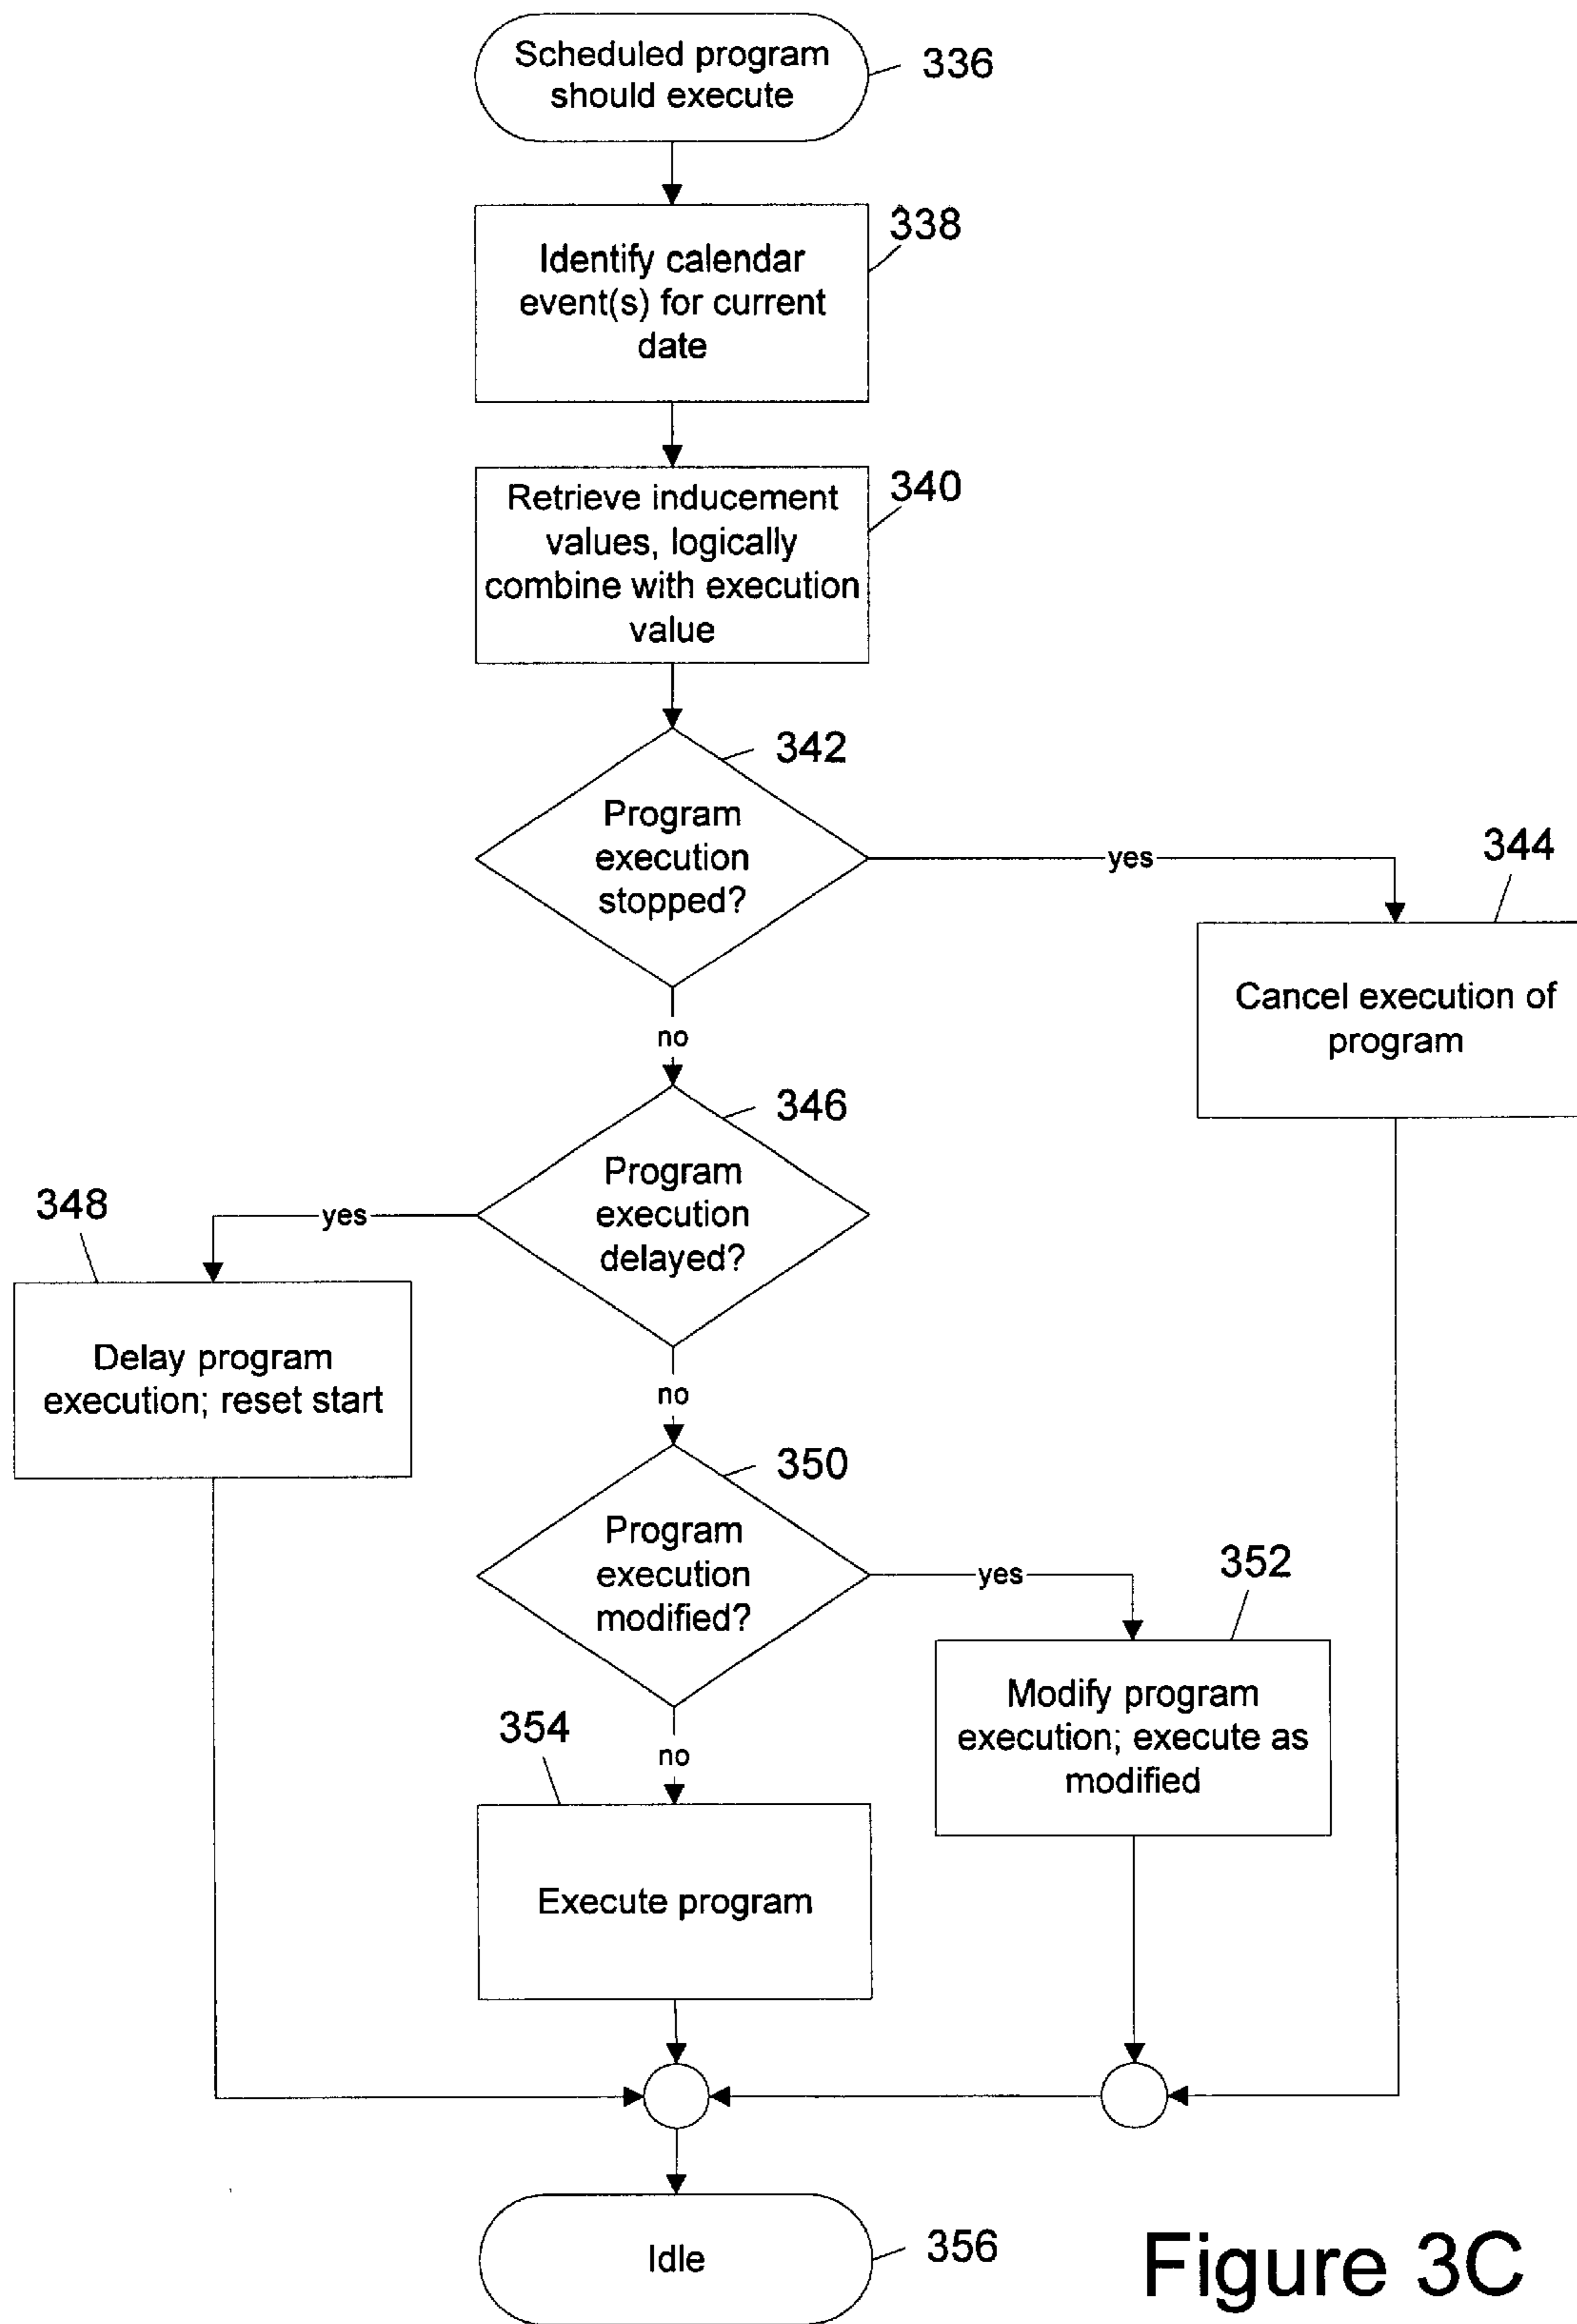 Scheduled program
should execute
336
Identify calendar
event(s) for current
date
338
Retrieve inducement
values, logically
combine with execution
value
340
342
Program
execution
stopped?
yes
344
Cancel execution of
program
no
346
Program
execution
delayed?
yes
348
Delay program
execution; reset start
no
350
Program
execution
modified?
yes
352
Modify program
execution; execute as
modified
no
354
Execute program
Idle
356
Figure 3C